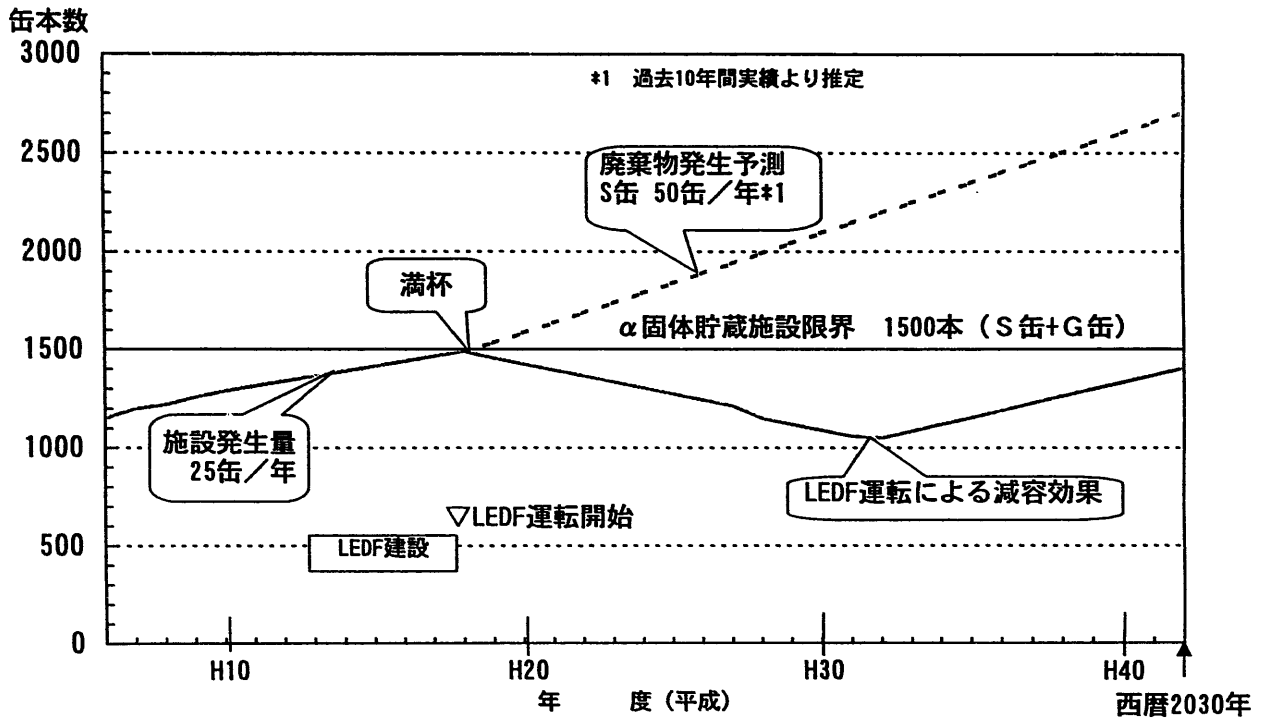 缶本数
3000
*1 過去10年間実績より推定
2500
廃棄物発生予測
S缶 50缶/年*1
2000
満杯
α固体貯蔵施設限界 1500本(S缶+G缶)
1500
施設発生量
25缶/年
1000
LEDF運転による減容効果
▽LEDF運転開始
500
LEDF建設
0
H10
H20
H30
H40
年 度(平成)
西暦2030年